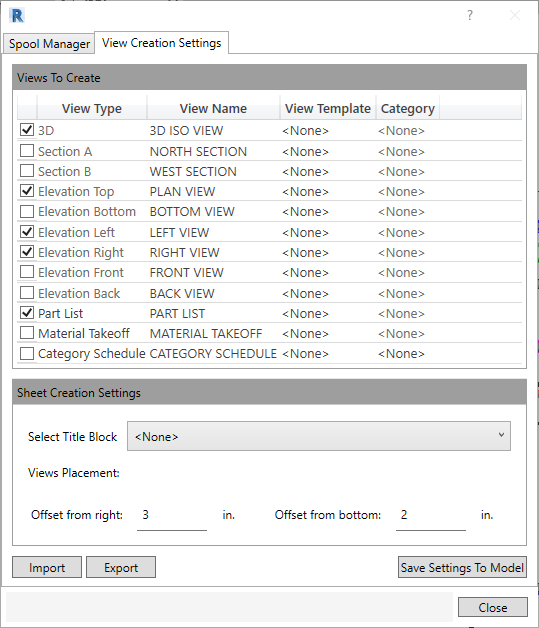 R
?
Spool Manager View Creation Settings
Views To Create
View Type View Name View Template Category
3D 3D ISO VIEW <None> <None>
Section A NORTH SECTION <None> <None>
Section B WEST SECTION <None> <None>
Elevation Top PLAN VIEW <None> <None>
Elevation Bottom BOTTOM VIEW <None> <None>
Elevation Left LEFT VIEW <None> <None>
Elevation Right RIGHT VIEW <None> <None>
Elevation Front FRONT VIEW <None> <None>
Elevation Back BACK VIEW <None> <None>
Part List PART LIST <None> <None>
Material Takeoff MATERIAL TAKEOFF <None> <None>
Category Schedule CATEGORY SCHEDULE <None> <None>
Sheet Creation Settings
Select Title Block <None>
Views Placement:
Offset from right: 3 in. Offset from bottom: 2 in.
Import Export Save Settings To Model
Close